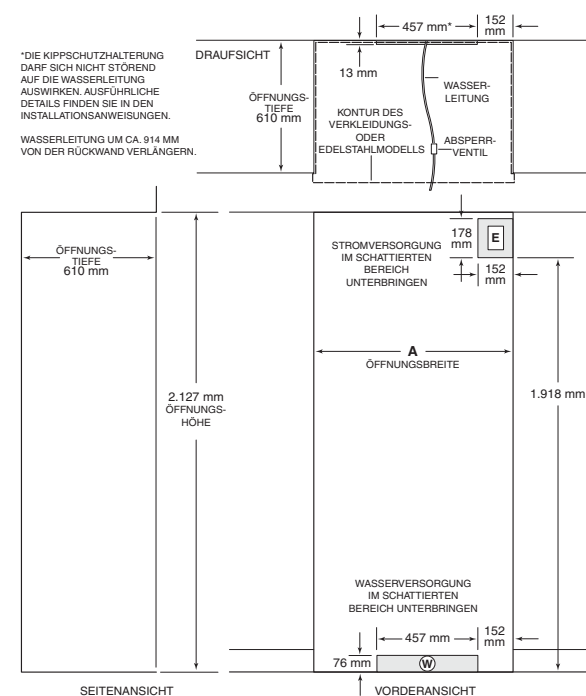 *DIE KIPPSCHUTZHALTERUNG
DARF SICH NICHT STÖREND
AUF DIE WASSERLEITUNG
AUSWIRKEN. AUSFÜHRLICHE
DETAILS FINDEN SIE IN DEN
INSTALLATIONSANWEISUNGEN.
WASSERLEITUNG UM CA. 914 MM
VON DER RÜCKWAND VERLÄNGERN.
DRAUFSICHT
457 mm*
152
mm
13 mm
ÖFFNUNGS-
TIEFE
610 mm
WASSER-
LEITUNG
KONTUR DES
VERKLEIDUNGS-
ODER
EDELSTAHLMODELLS
ABSPERR-
VENTIL
ÖFFNUNGS-
TIEFE
610 mm
2.127 mm
ÖFFNUNGS-
HÖHE
SEITENANSICHT
STROMVERSORGUNG
IM SCHATTIERTEN
BEREICH
UNTERBRINGEN
178
mm
E
152
mm
A
ÖFFNUNGSBREITE
1.918 mm
WASSERVERSORGUNG
IM SCHATTIERTEN
BEREICH UNTERBRINGEN
457 mm
152
mm
76 mm
W
VORDERANSICHT